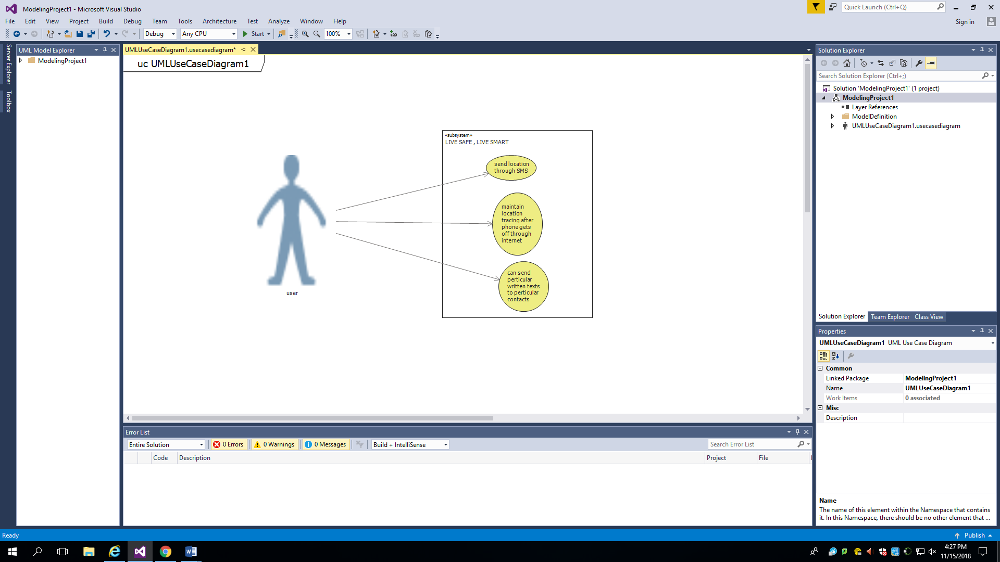 ModelingProject1 - Microsoft Visual Studio
Quick Launch (Ctrl+Q)
File Edit View Project Build Debug Team Tools Architecture Test Analyze Window Help
Sign in
Debug Any CPU Start 100%
Server Explorer
Toolbox
UML Model Explorer
ModelingProject1
UMLUseCaseDiagram1.usecasediagram*
uc UMLUseCaseDiagram1
«subsystem»
LIVE SAFE , LIVE SMART
send location
through SMS
maintain
location
tracing after
phone gets
off through
internet
can send
perticular
written texts
to perticular
contacts
user
Solution Explorer
Search Solution Explorer (Ctrl+;)
Solution 'ModelingProject1' (1 project)
ModelingProject1
Layer References
ModelDefinition
UMLUseCaseDiagram1.usecasediagram
Solution Explorer Team Explorer Class View
Properties
UMLUseCaseDiagram1 UML Use Case Diagram
Common
Linked Package ModelingProject1
Name UMLUseCaseDiagram1
Work Items 0 associated
Misc
Description
Name
The name of this element within the Namespace that contains
it. In this Namespace, there should be no other element that ...
Error List
Entire Solution 0 Errors 0 Warnings 0 Messages Build + IntelliSense Search Error List
Code Description Project File
Ready
Publish
4:27 PM
11/15/2018